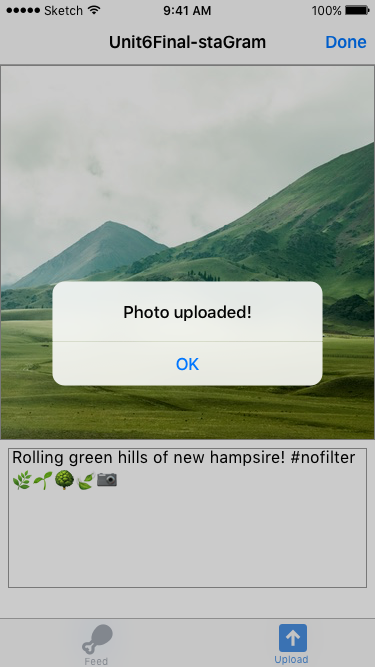 Sketch 9:41 AM 100%
Unit6Final-staGram Done
Photo uploaded!
OK
Rolling green hills of new hampsire! #nofilter
🌿🌱🌳🍃📷
Feed Upload